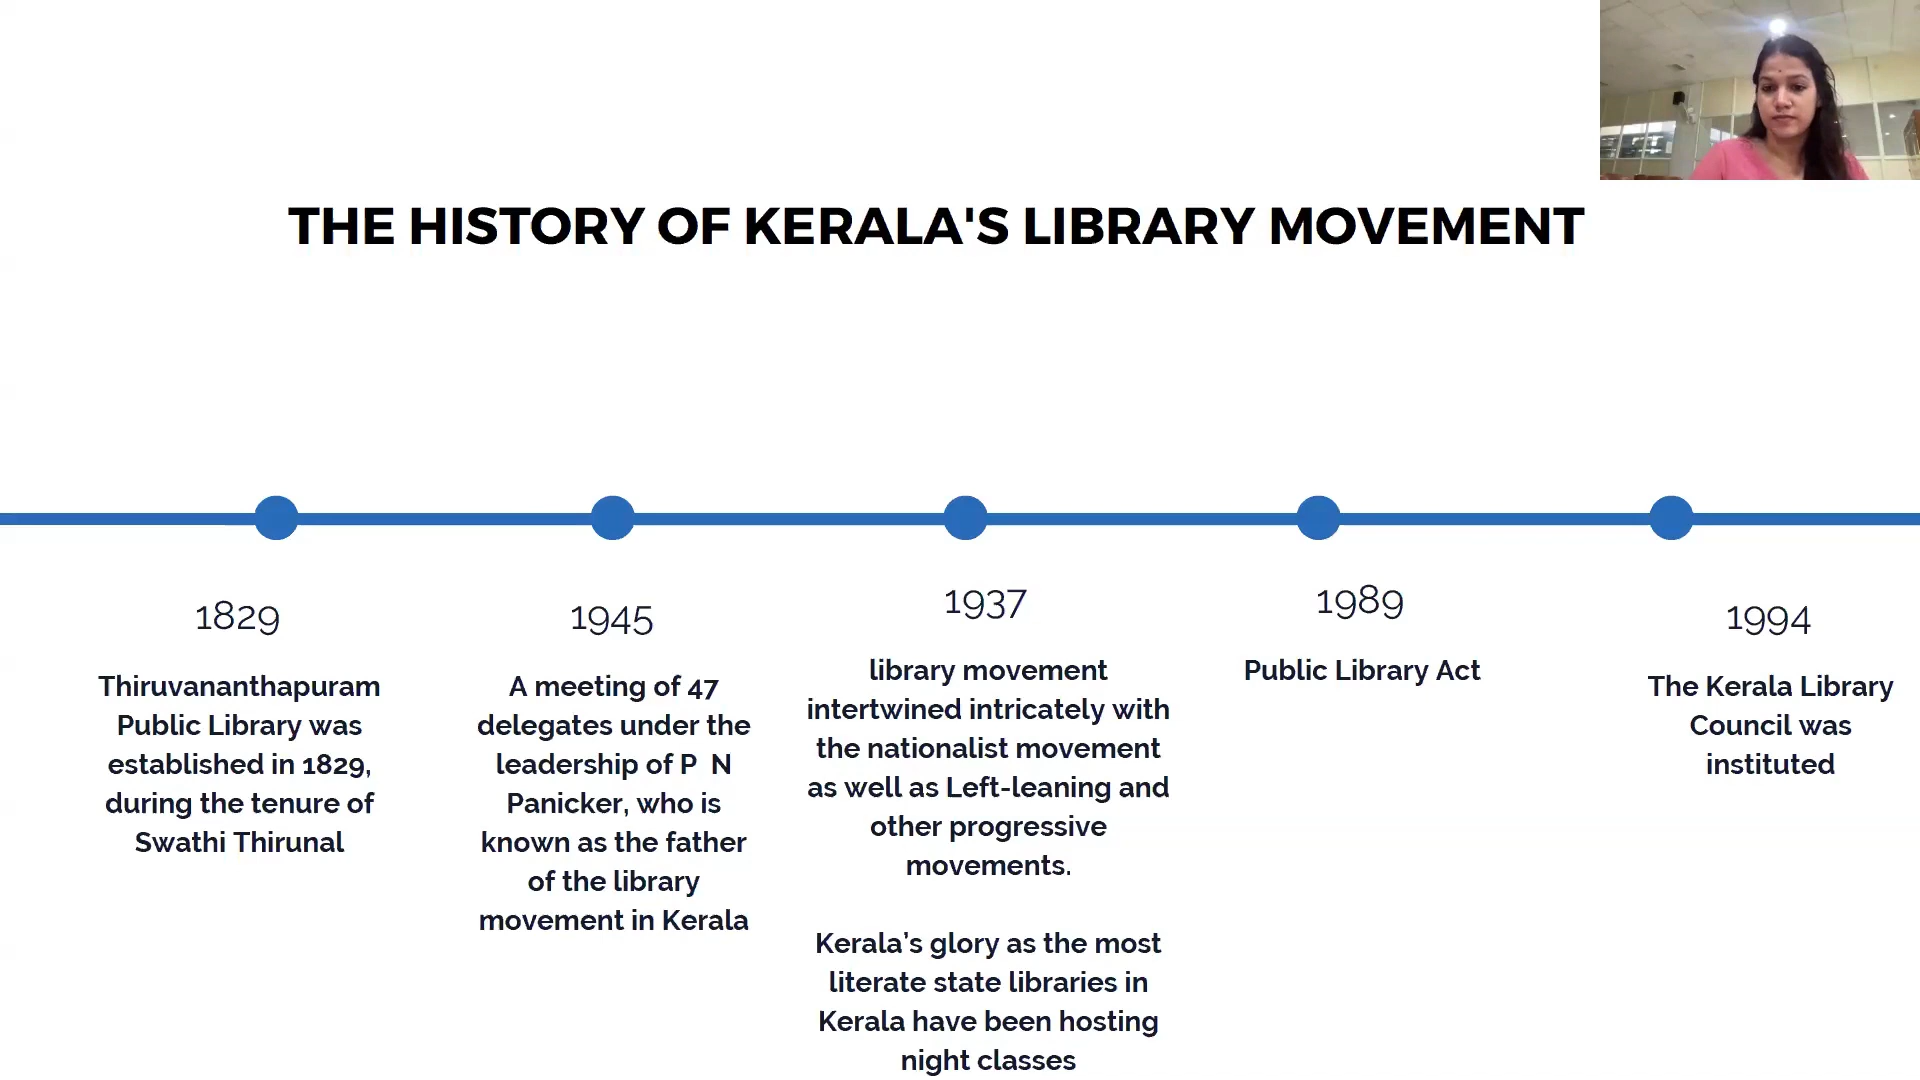 THE HISTORY OF KERALA'S LIBRARY MOVEMENT
1829
Thiruvananthapuram
Public Library was
established in 1829,
during the tenure of
Swathi Thirunal
1945
A meeting of 47
delegates under the
leadership of P  N
Panicker, who is
known as the father
of the library
movement in Kerala
1937
library movement
intertwined intricately with
the nationalist movement
as well as Left-leaning and
other progressive
movements.
Kerala’s glory as the most
literate state libraries in
Kerala have been hosting
night classes
1989
Public Library Act
1994
The Kerala Library
Council was
instituted